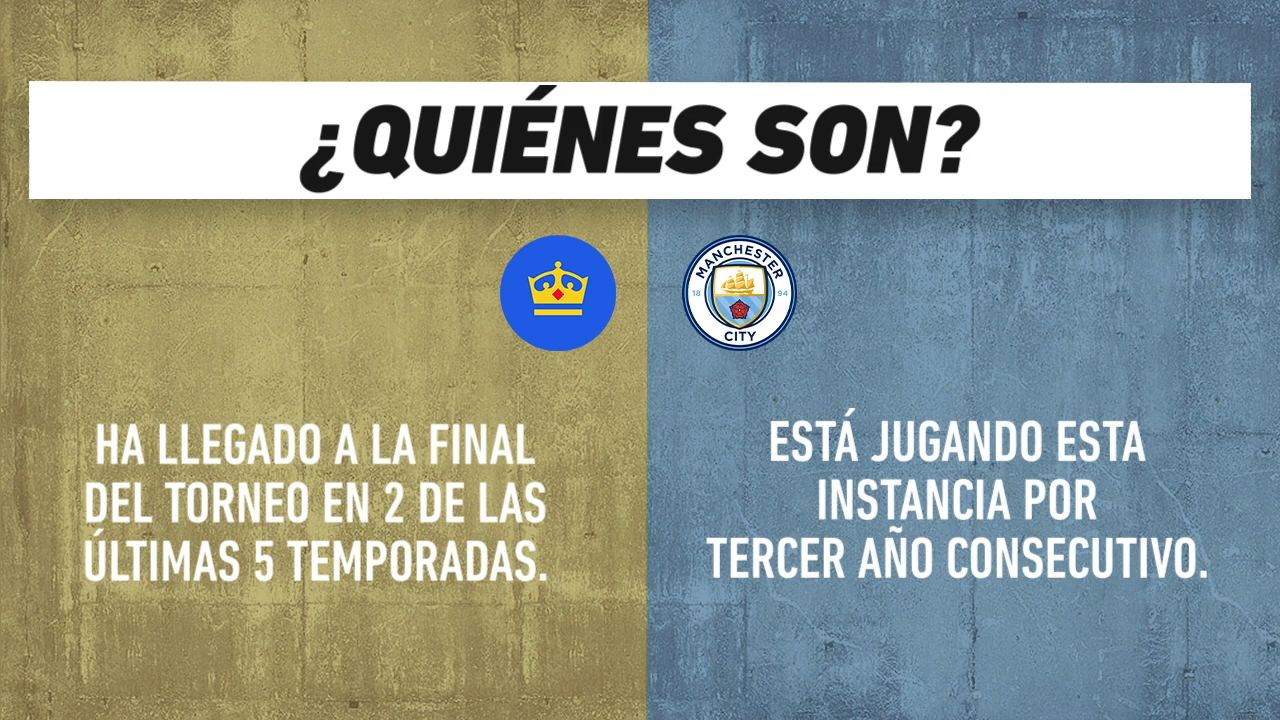 ¿QUIÉNES SON?
MANCHESTER
18 94
CITY
HA LLEGADO A LA FINAL
DEL TORNEO EN 2 DE LAS
ÚLTIMAS 5 TEMPORADAS.
ESTÁ JUGANDO ESTA
INSTANCIA POR
TERCER AÑO CONSECUTIVO.